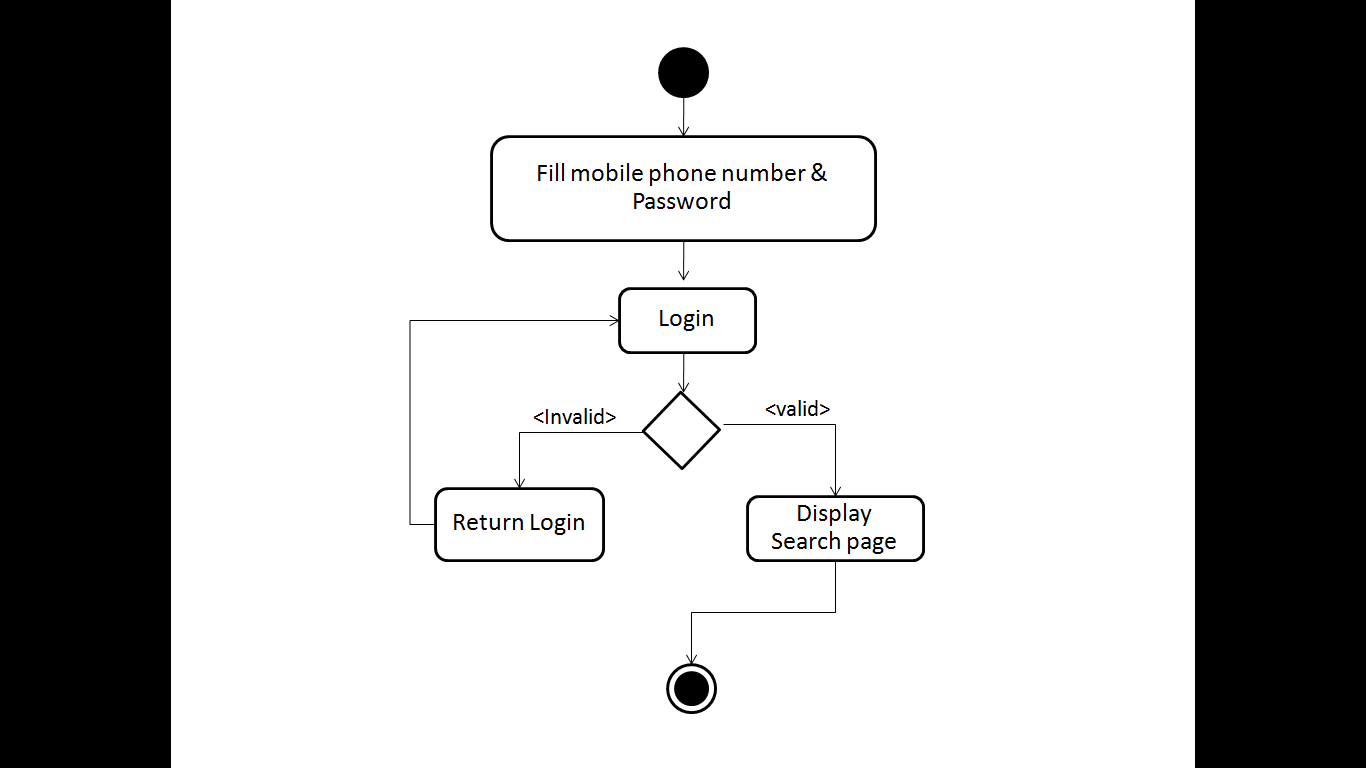 Fill mobile phone number &
Password
Login
<Invalid>
<valid>
Return Login
Display
Search page